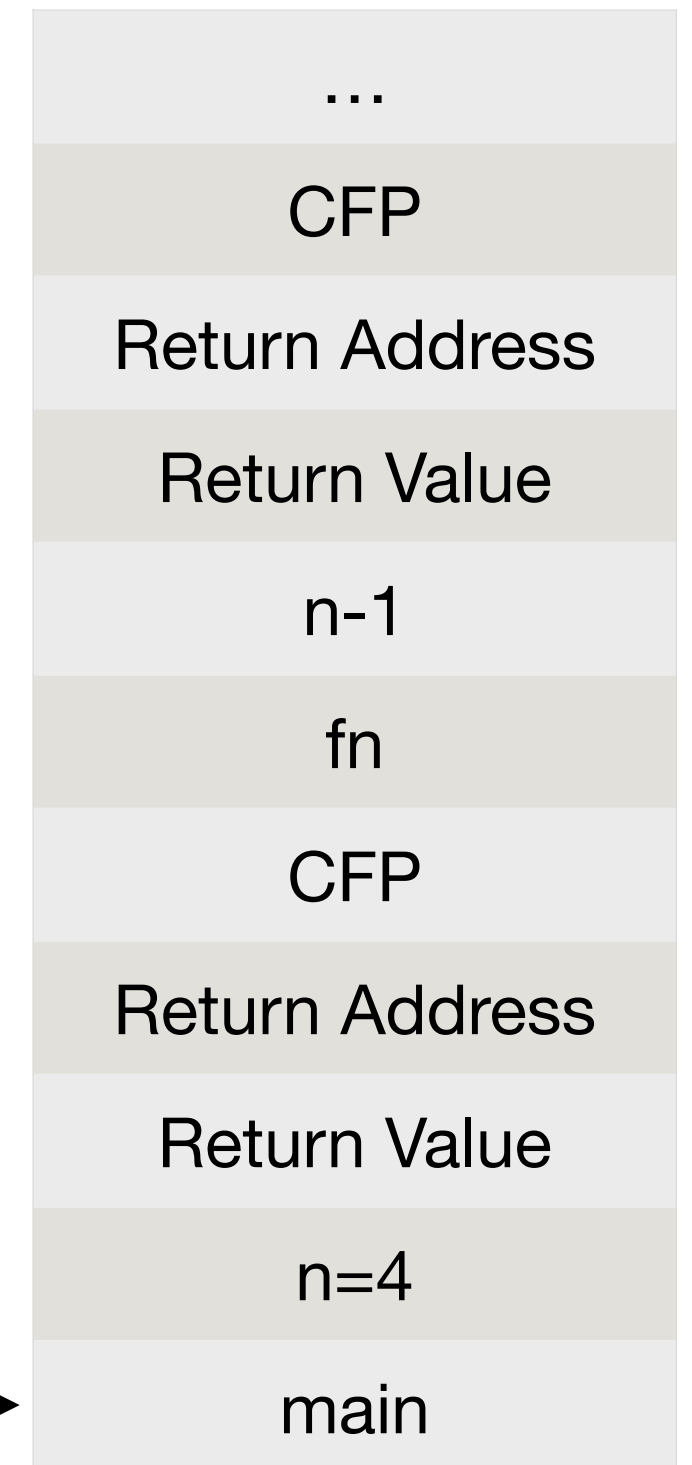 ...
CFP
Return Address
Return Value
n-1
fn
CFP
Return Address
Return Value
n=4
main